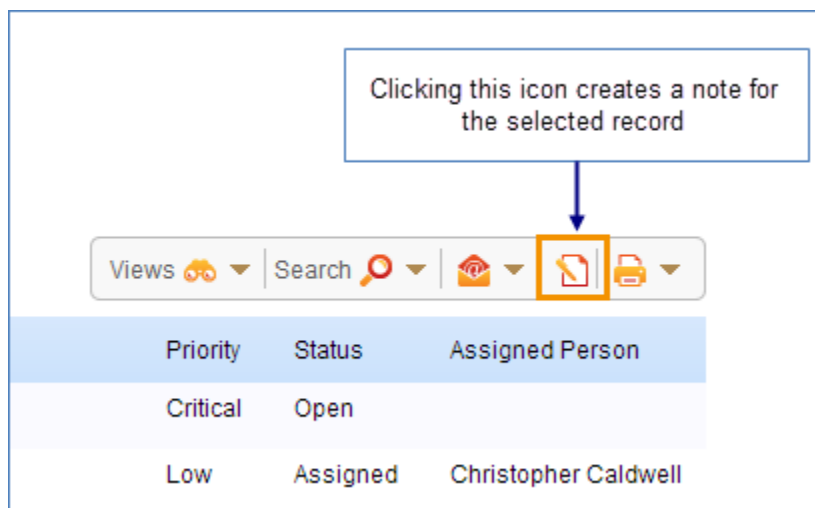 Clicking this icon creates a note for
the selected record
Views Search
Priority Status Assigned Person
Critical Open
Low Assigned Christopher Caldwell